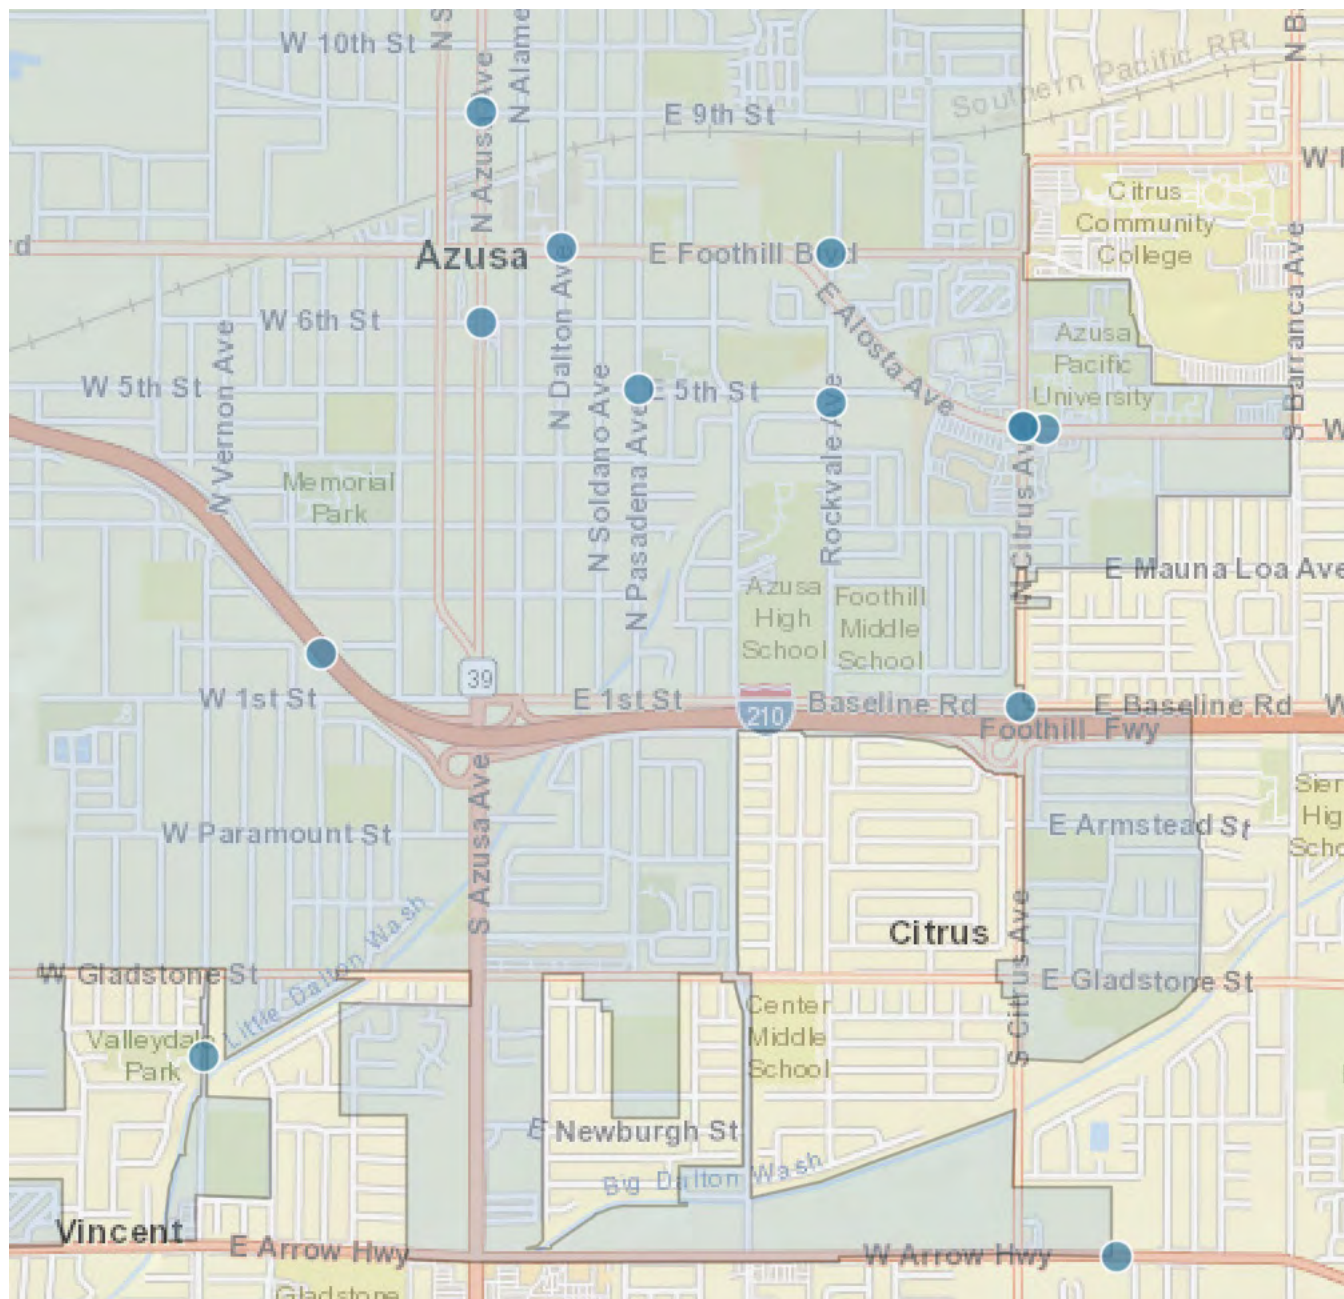 W 10th St
N Azusa Ave
E 9th St
Southern Pacific RR
Citrus
Community
College
Azusa
E Foothill Blvd
N Dalton Ave
E Alosta Ave
S Barranca Ave
W 6th St
N Vernon Ave
Azusa
Pacific
University
W 5th St
E 5th St
N Soldano Ave
N Pasadena Ave
Rockvale Ave
N Citrus Ave
Memorial
Park
E Mauna Loa Ave
Azusa
High
School
Foothill
Middle
School
39
W 1st St
E 1st St
210
Baseline Rd
E Baseline Rd
Foothill Fwy
W Paramount St
S Azusa Ave
E Armstead St
Citrus
S Citrus Ave
W Gladstone St
E Gladstone St
Little Dalton Wash
Valleydale
Park
Center
Middle
School
E Newburgh St
Big Dalton Wash
Vincent
E Arrow Hwy
W Arrow Hwy
Gladstone